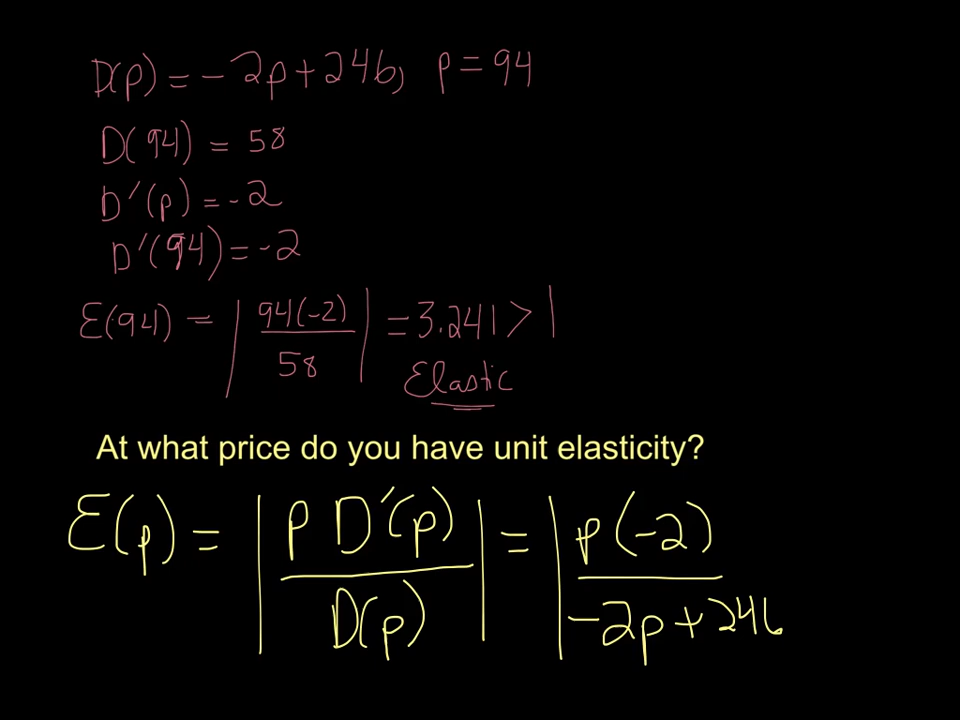 D(p) = -2p + 246, p = 94
D(94) = 58
D'(p) = -2
D'(94) = -2
E(94) = | 94(-2) / 58 | = 3.241 > 1
Elastic
At what price do you have unit elasticity?
E(p) = | p D'(p) / D(p) | = | p(-2) / -2p + 246